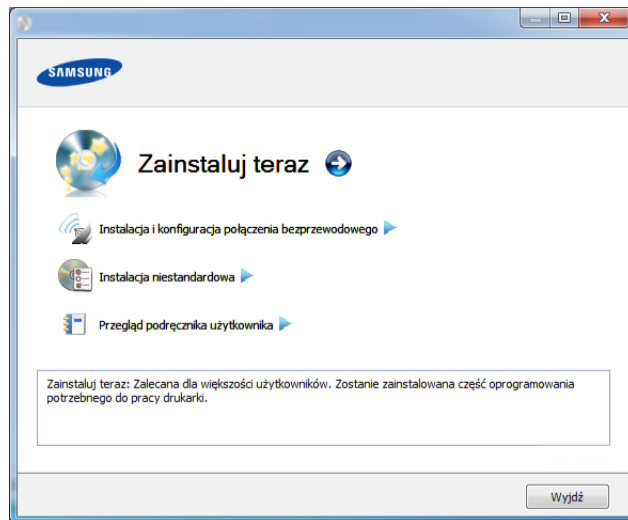 SAMSUNG
Zainstaluj teraz
Instalacja i konfiguracja połączenia bezprzewodowego
Instalacja niestandardowa
Przegląd podręcznika użytkownika
Zainstaluj teraz: Zalecana dla większości użytkowników. Zostanie zainstalowana część oprogramowania
potrzebnego do pracy drukarki.
Wyjdź